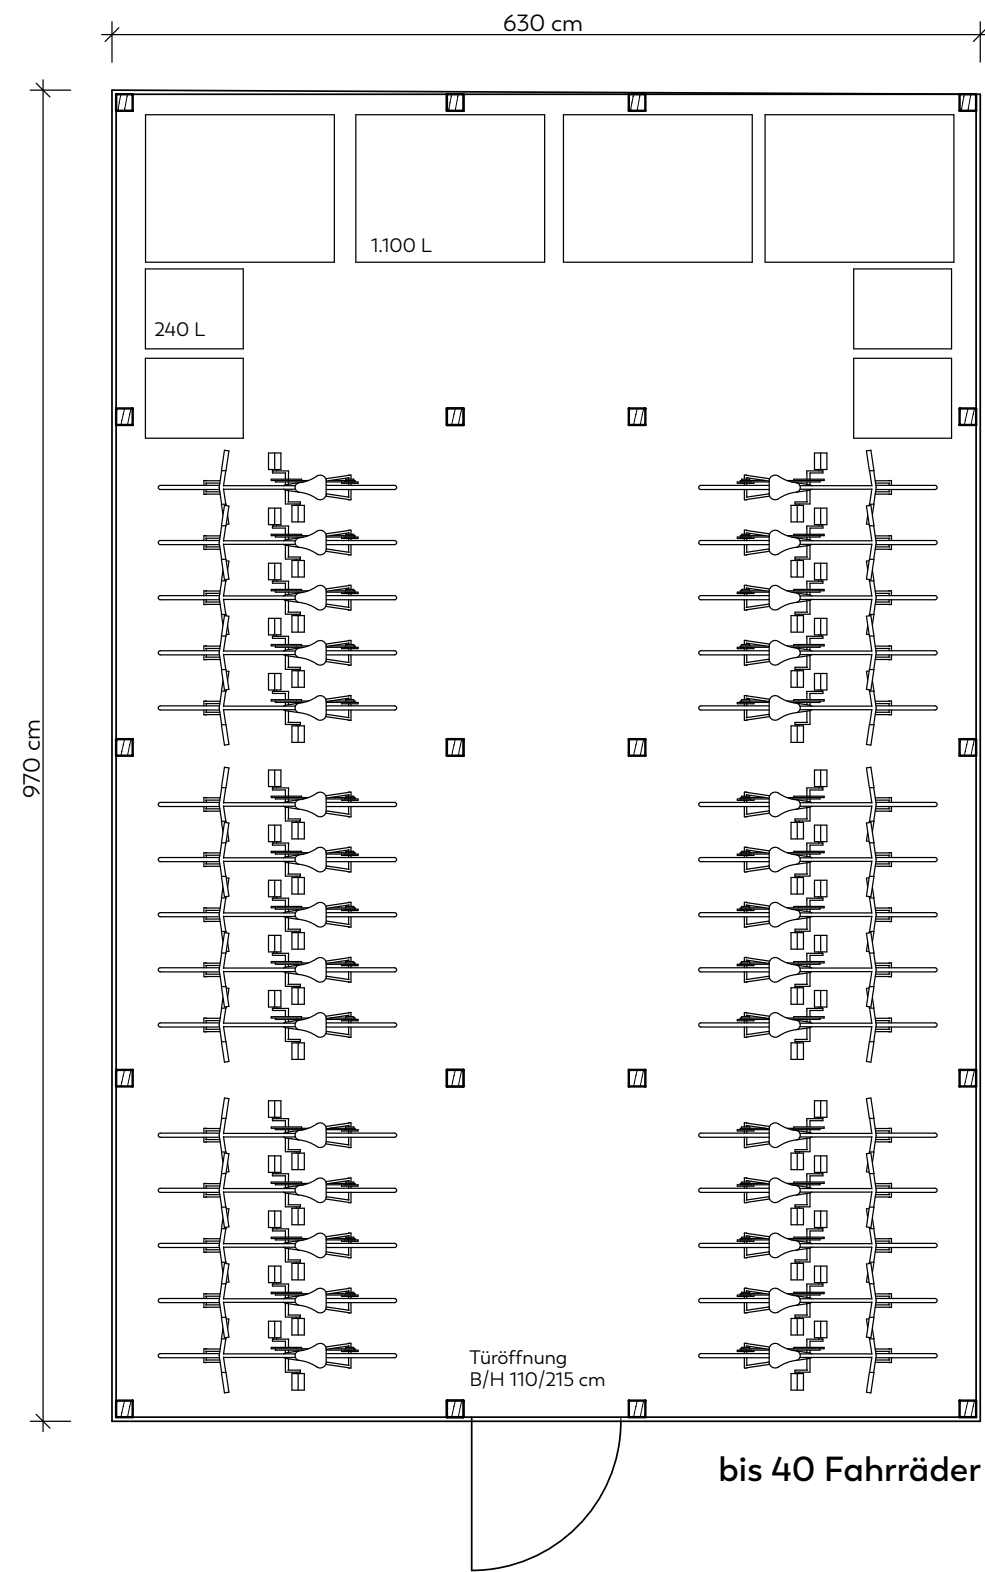 630 cm
1.100 L
240 L
970 cm
Türöffnung
B/H 110/215 cm
bis 40 Fahrräder